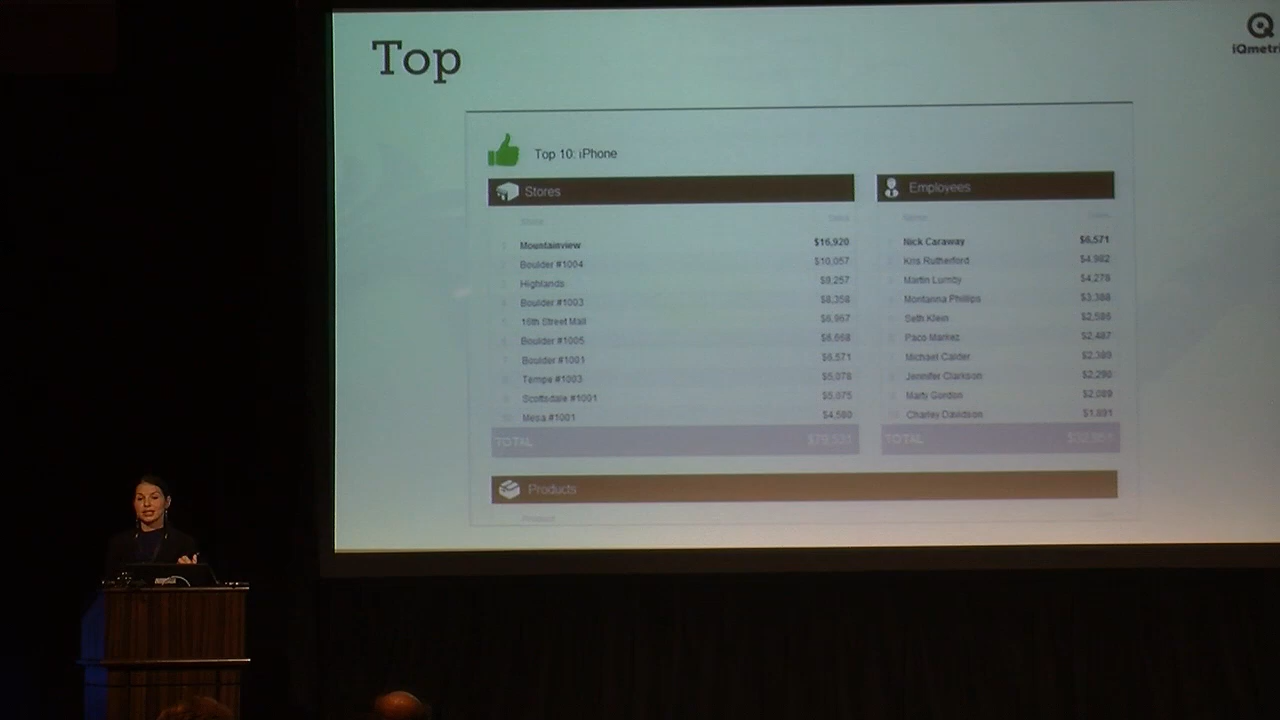 Top
iQmetri
Top 10: iPhone
Stores
Mountainview $16,920
Boulder #1004 $10,057
Highlands $9,257
Boulder #1003 $8,358
16th Street Mall $6,967
Boulder #1005 $6,668
Boulder #1001 $6,571
Tempe #1003 $5,078
Scottsdale #1001 $5,075
Mesa #1001 $4,580
TOTAL
Employees
Nick Caraway $6,571
Kris Rutherford $4,982
Martin Lumby $4,278
Montanna Phillips $3,388
Seth Klein $2,586
Paco Martiez $2,487
Michael Calder $2,389
Jennifer Clarkson $2,290
Marty Gordon $2,089
Charley Davidson $1,891
TOTAL
Products
Product